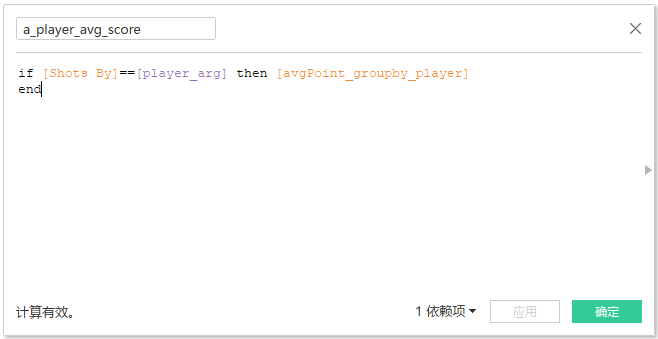 a_player_avg_score
if [Shots By]==[player_arg] then [avgPoint_groupby_player]
end
计算有效。
1 依赖项
应用
确定